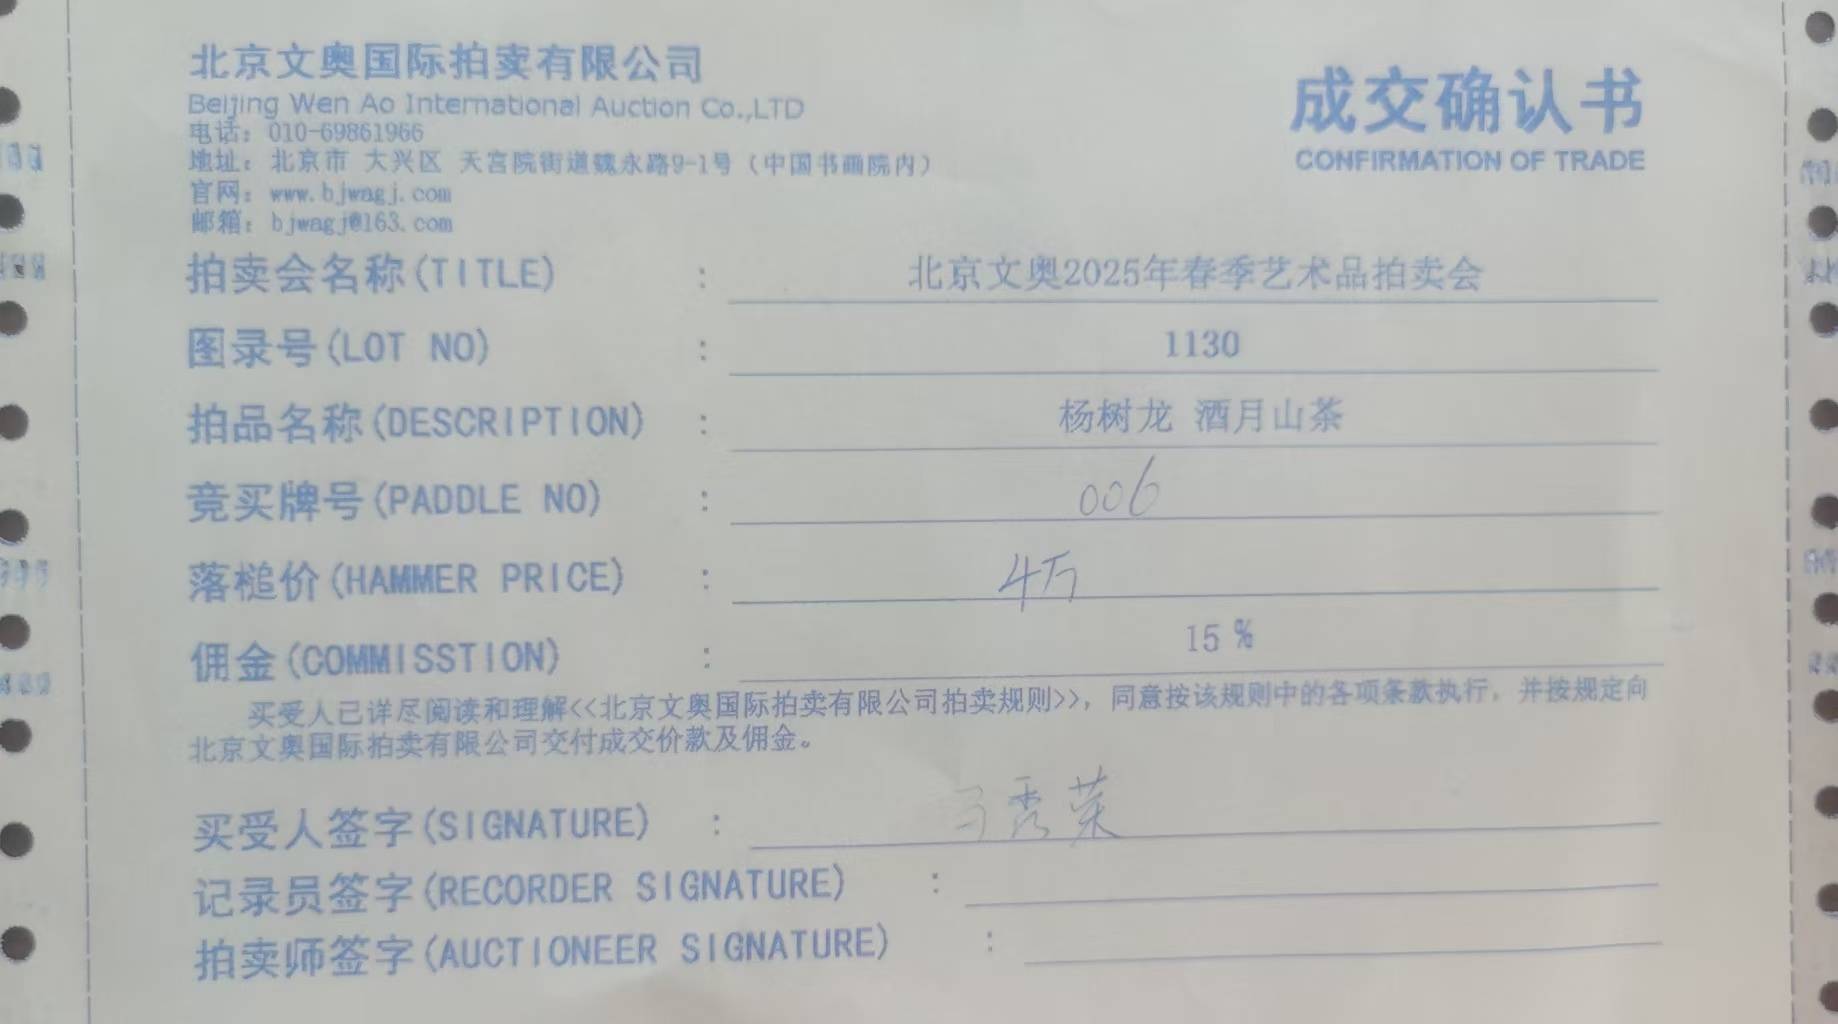 北京文奥国际拍卖有限公司
Beijing Wen Ao International Auction Co.,LTD
电话：010-69861966
地址：北京市 大兴区 天宫院街道魏永路9-1号（中国书画院内）
官网：www.bjwagj.com
邮箱：bjwagj@163.com
成交确认书
CONFIRMATION OF TRADE
拍卖会名称(TITLE) : 北京文奥2025年春季艺术品拍卖会
图录号(LOT NO) : 1130
拍品名称(DESCRIPTION) : 杨树龙 酒月山茶
竞买牌号(PADDLE NO) : 006
落槌价(HAMMER PRICE) : 4万
佣金(COMMISSTION) : 15 %
买受人已详尽阅读和理解<<北京文奥国际拍卖有限公司拍卖规则>>，同意按该规则中的各项条款执行，并按规定向
北京文奥国际拍卖有限公司交付成交价款及佣金。
买受人签字(SIGNATURE) : 秀荣
记录员签字(RECORDER SIGNATURE) :
拍卖师签字(AUCTIONEER SIGNATURE) :